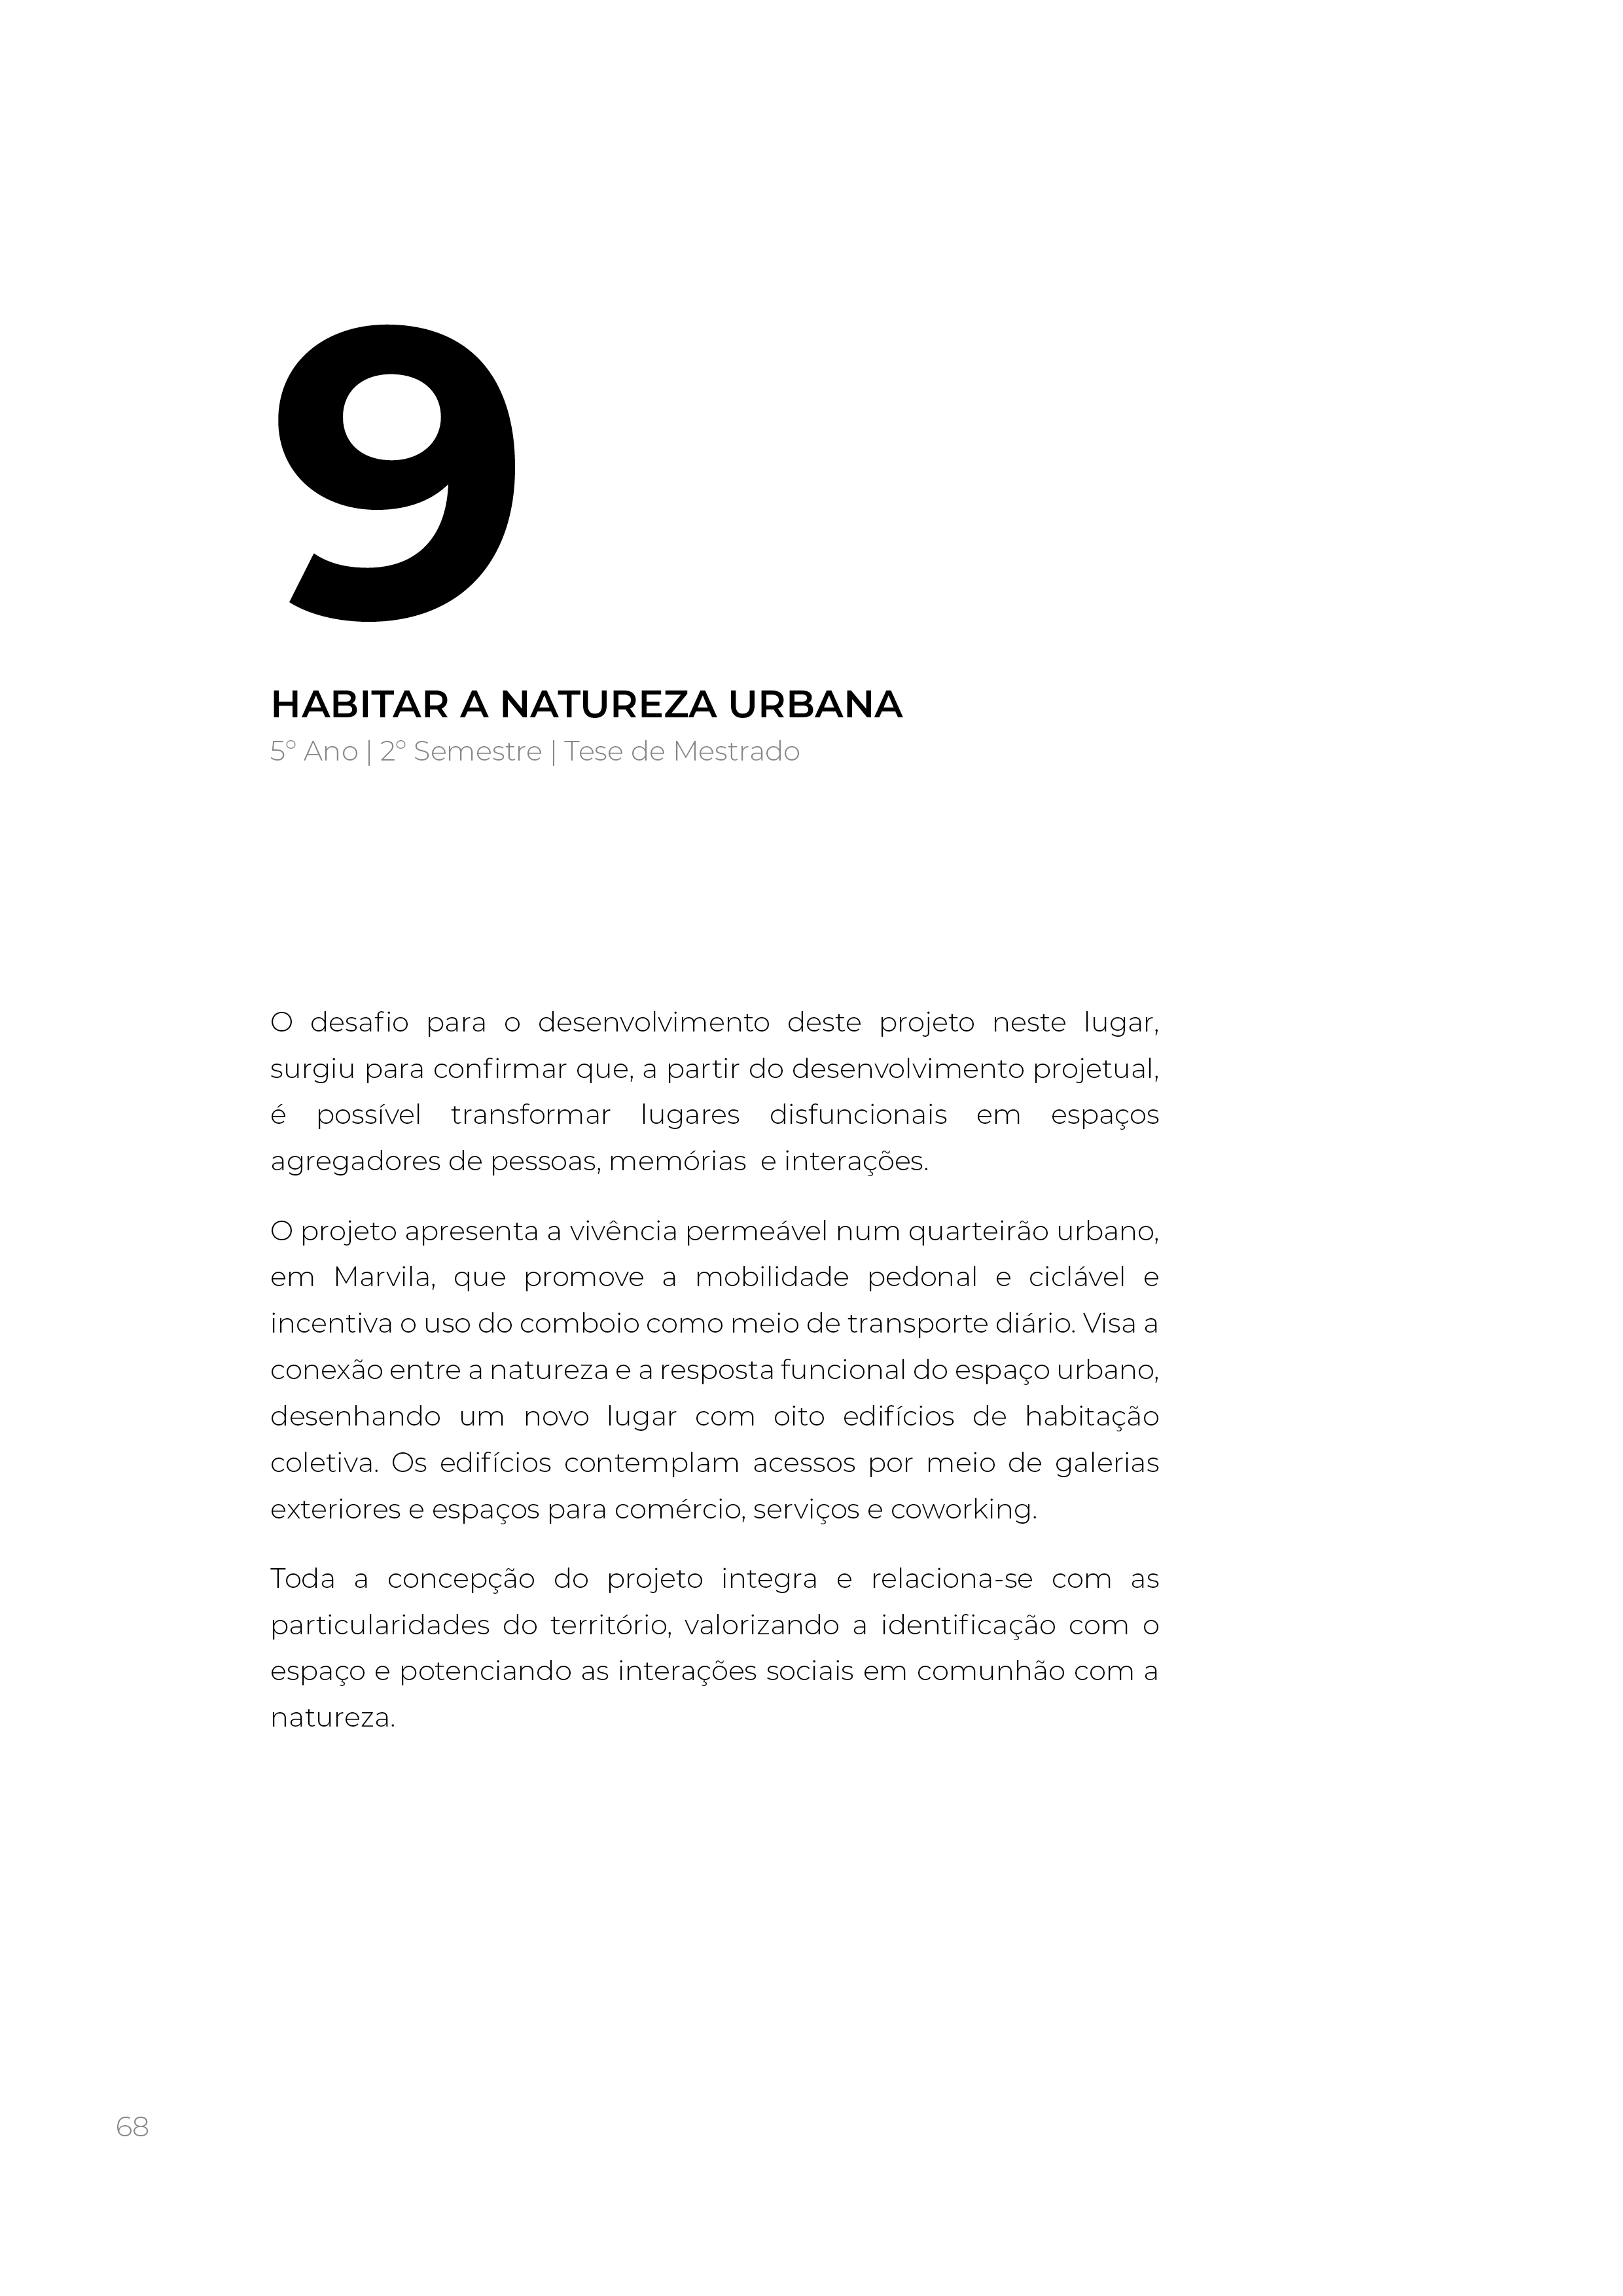 9
HABITAR A NATUREZA URBANA
5º Ano | 2º Semestre | Tese de Mestrado
O desafio para o desenvolvimento deste projeto neste lugar,
surgiu para confirmar que, a partir do desenvolvimento projetual,
é possível transformar lugares disfuncionais em espaços
agregadores de pessoas, memórias e interações.
O projeto apresenta a vivência permeável num quarteirão urbano,
em Marvila, que promove a mobilidade pedonal e ciclável e
incentiva o uso do comboio como meio de transporte diário. Visa a
conexão entre a natureza e a resposta funcional do espaço urbano,
desenhando um novo lugar com oito edifícios de habitação
coletiva. Os edifícios contemplam acessos por meio de galerias
exteriores e espaços para comércio, serviços e coworking.
Toda a concepção do projeto integra e relaciona-se com as
particularidades do território, valorizando a identificação com o
espaço e potenciando as interações sociais em comunhão com a
natureza.
68